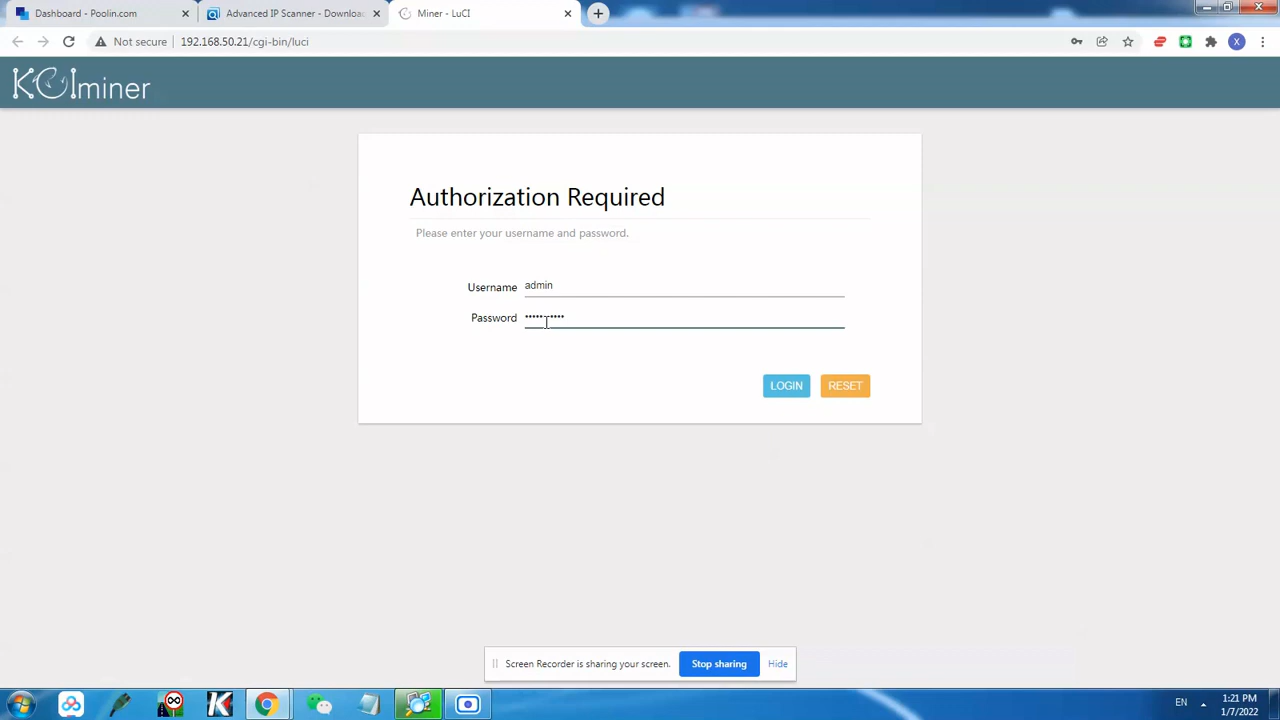 Dashboard - Poolin.com
Advanced IP Scanner - Downloa
Miner - LuCI
Not secure
192.168.50.21/cgi-bin/luci
X
KOIminer
Authorization Required
Please enter your username and password.
Username admin
Password •••••••••••
LOGIN RESET
Screen Recorder is sharing your screen. Stop sharing Hide
EN
1:21 PM
1/7/2022